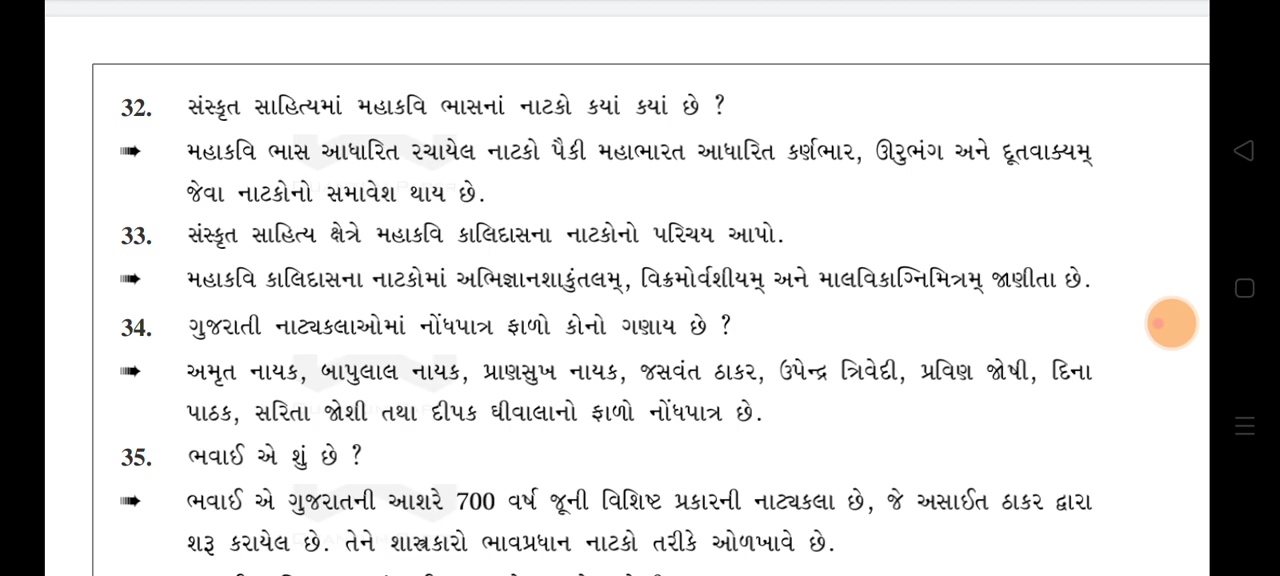 32. સંસ્કૃત સાહિત્યમાં મહાકવિ ભાસનાં નાટકો કયાં કયાં છે ?
➠ મહાકવિ ભાસ આધારિત રચાયેલ નાટકો પૈકી મહાભારત આધારિત કર્ણભાર, ઊરુભંગ અને દૂતવાક્યમ્
જેવા નાટકોનો સમાવેશ થાય છે.
33. સંસ્કૃત સાહિત્ય ક્ષેત્રે મહાકવિ કાલિદાસના નાટકોનો પરિચય આપો.
➠ મહાકવિ કાલિદાસના નાટકોમાં અભિજ્ઞાનશાકુંતલમ્, વિક્રમોર્વશીયમ્ અને માલવિકાગ્નિમિત્રમ્ જાણીતા છે.
34. ગુજરાતી નાટ્યકલાઓમાં નોંધપાત્ર ફાળો કોનો ગણાય છે ?
➠ અમૃત નાયક, બાપુલાલ નાયક, પ્રાણસુખ નાયક, જસવંત ઠાકર, ઉપેન્દ્ર ત્રિવેદી, પ્રવિણ જોષી, દિના
પાઠક, સરિતા જોશી તથા દીપક ઘીવાલાનો ફાળો નોંધપાત્ર છે.
35. ભવાઈ એ શું છે ?
➠ ભવાઈ એ ગુજરાતની આશરે 700 વર્ષ જૂની વિશિષ્ટ પ્રકારની નાટ્યકલા છે, જે અસાઈત ઠાકર દ્વારા
શરૂ કરાયેલ છે. તેને શાસ્ત્રકારો ભાવપ્રધાન નાટકો તરીકે ઓળખાવે છે.